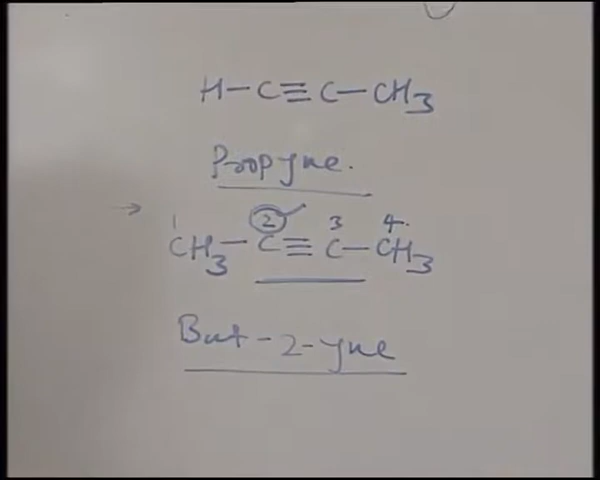 H-C≡C-CH3
Propyne.
→ 1 2 3 4.
CH3-C≡C-CH3
But-2-yne